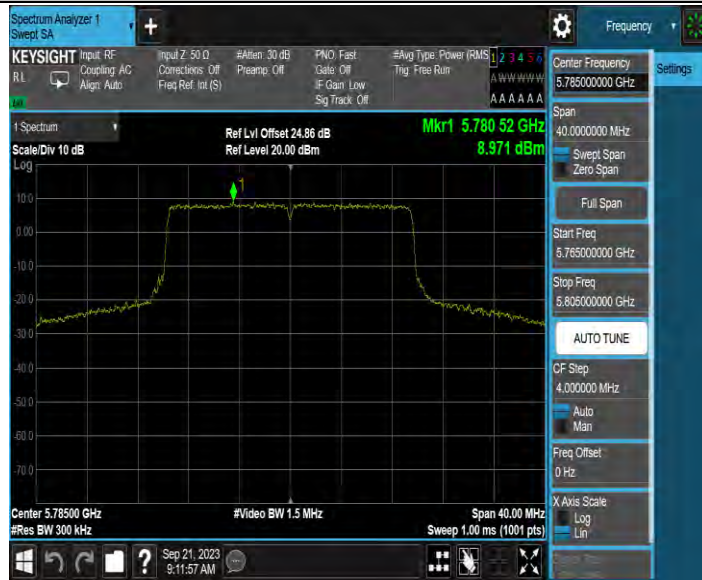 Spectrum Analyzer 1
Swept SA
+
Frequency
KEYSIGHT
RL
Input: RF
Coupling: AC
Align: Auto
Input Z: 50 Ω
Corrections: Off
Freq Ref: Int (S)
#Atten: 30 dB
Preamp: Off
PNO: Fast
Gate: Off
IF Gain: Low
Sig Track: Off
#Avg Type: Power (RMS
Trig: Free Run
1 2 3 4 5 6
A W W W W W
A A A A A A
1 Spectrum
Scale/Div 10 dB
Ref Lvl Offset 24.86 dB
Ref Level 20.00 dBm
Mkr1 5.780 52 GHz
8.971 dBm
Log
1
10.0
0.00
-10.0
-20.0
-30.0
-40.0
-50.0
-60.0
-70.0
Center 5.78500 GHz
#Res BW 300 kHz
#Video BW 1.5 MHz
Span 40.00 MHz
Sweep 1.00 ms (1001 pts)
?
Sep 21, 2023
9:11:57 AM
Center Frequency
5.785000000 GHz
Settings
Span
40.0000000 MHz
Swept Span
Zero Span
Full Span
Start Freq
5.765000000 GHz
Stop Freq
5.805000000 GHz
AUTO TUNE
CF Step
4.000000 MHz
Auto
Man
Freq Offset
0 Hz
X Axis Scale
Log
Lin